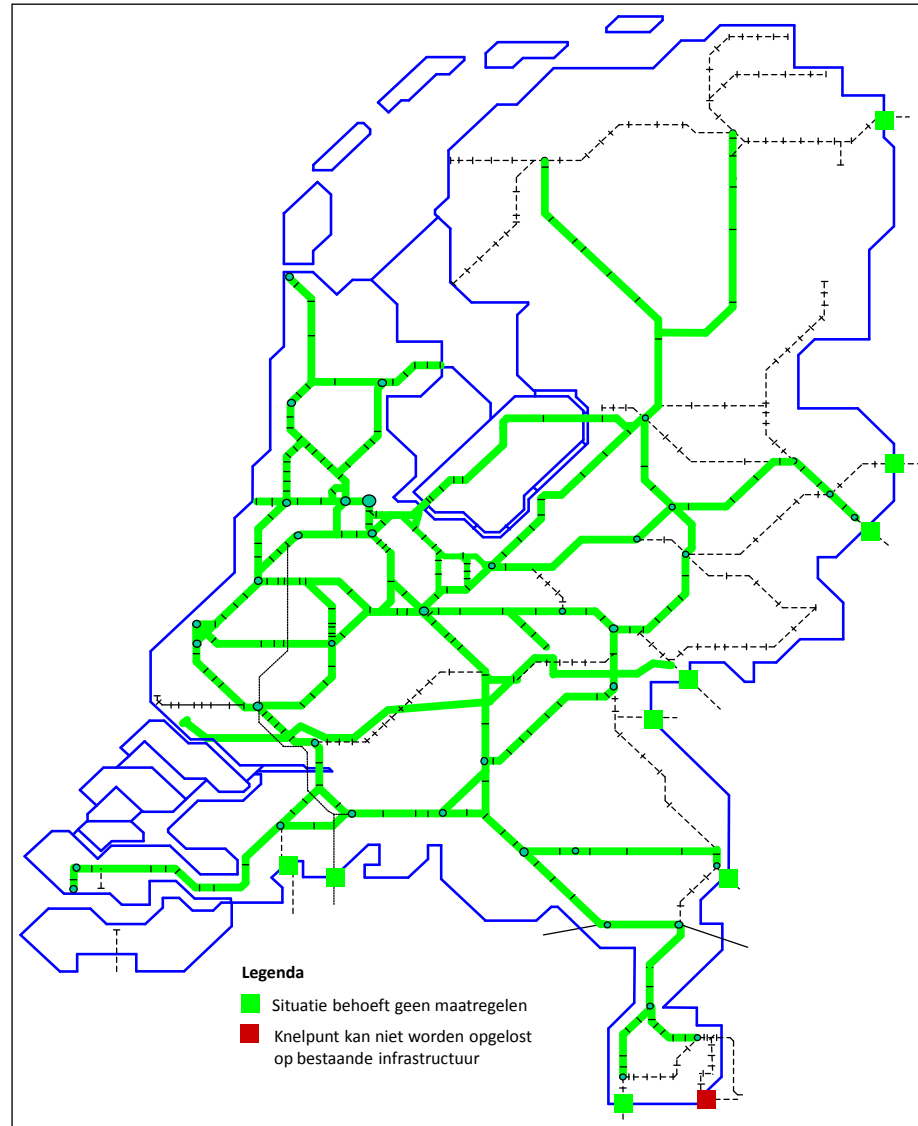 Legenda
Situatie behoeft geen maatregelen
Knelpunt kan niet worden opgelost
op bestaande infrastructuur